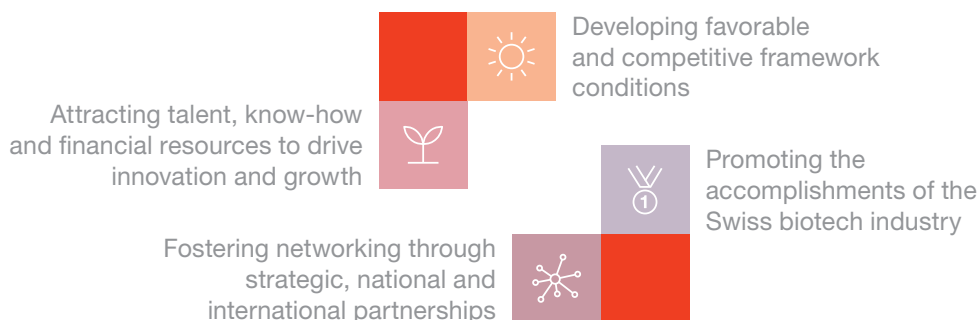 Developing favorable
and competitive framework
conditions
Attracting talent, know-how
and financial resources to drive
innovation and growth
Promoting the
accomplishments of the
Swiss biotech industry
1
Fostering networking through
strategic, national and
international partnerships